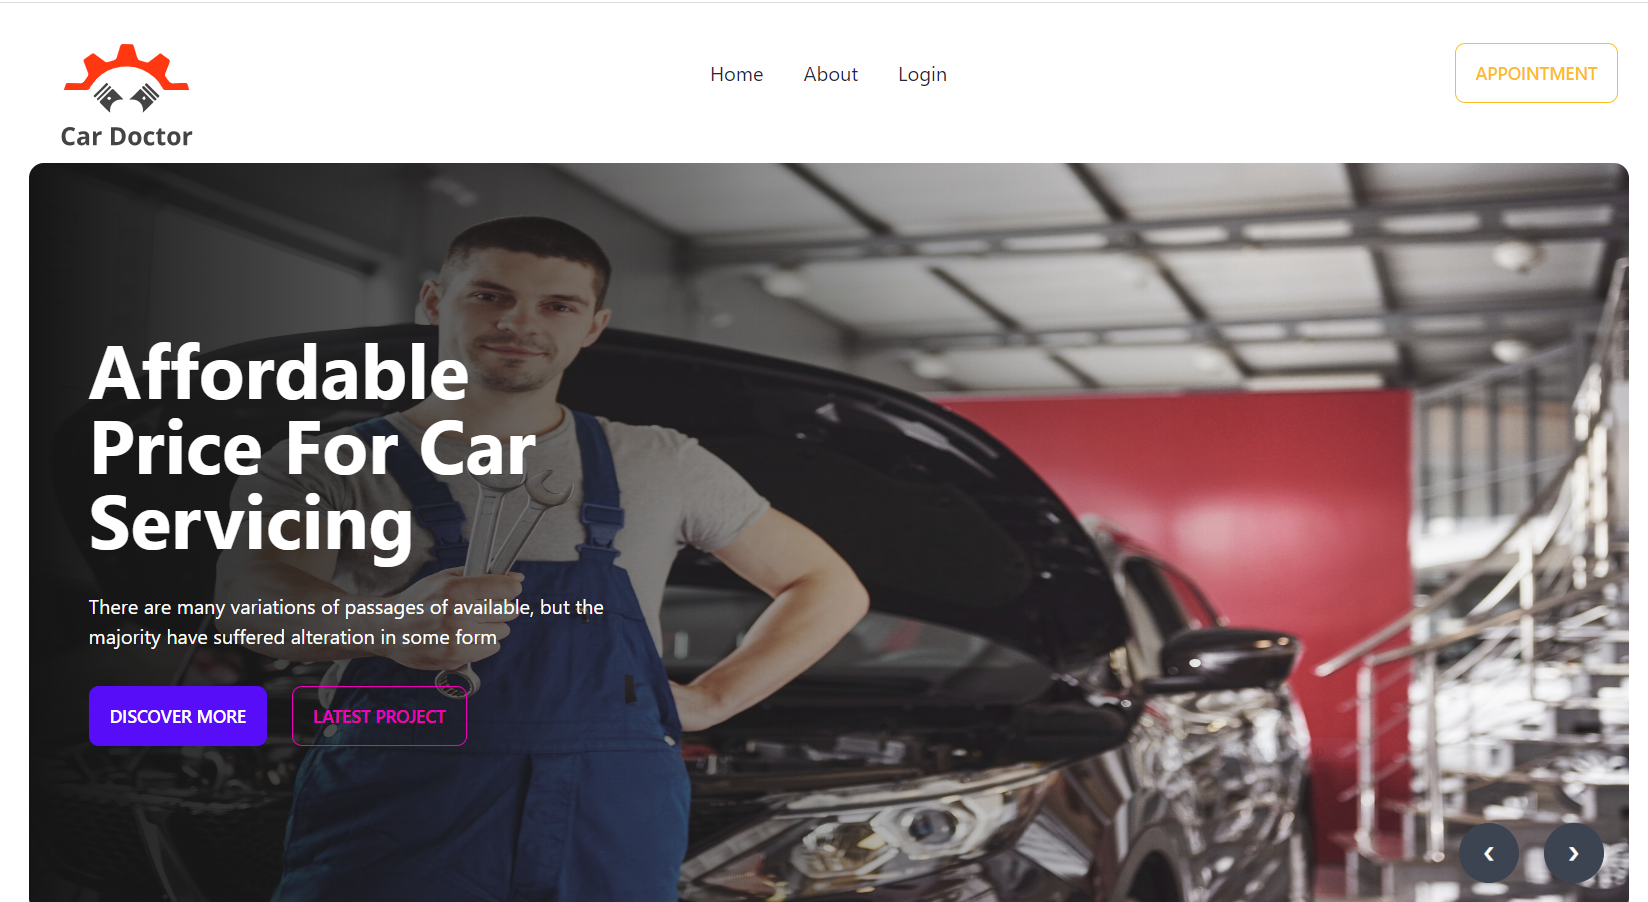 Car Doctor
Home
About
Login
APPOINTMENT
Affordable
Price For Car
Servicing
There are many variations of passages of available, but the
majority have suffered alteration in some form
DISCOVER MORE
LATEST PROJECT
❮
❯